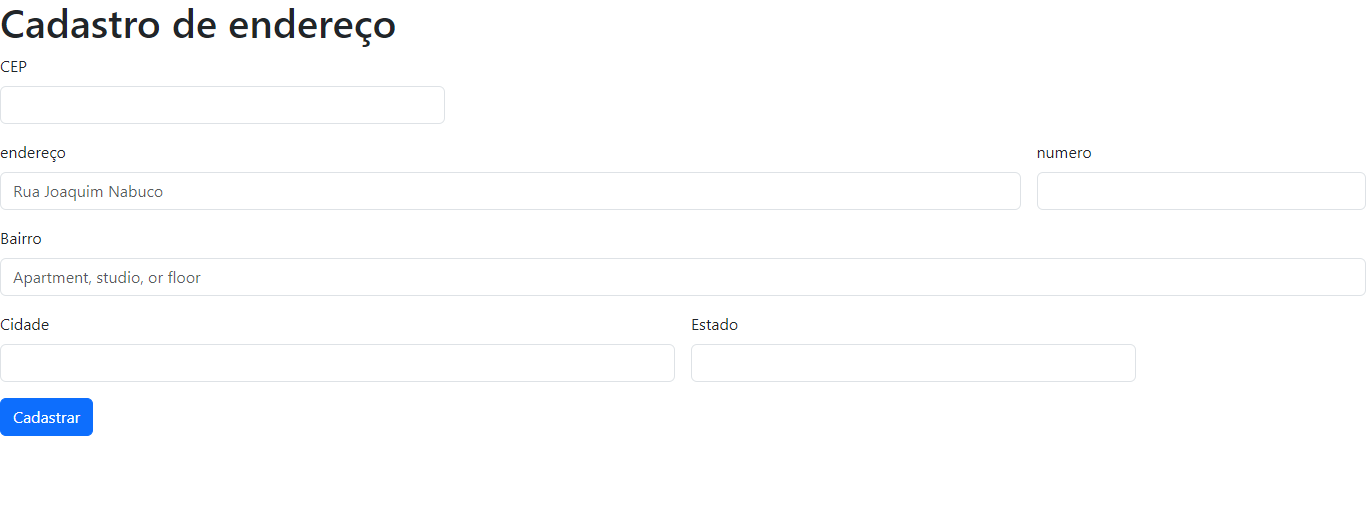 Cadastro de endereço
CEP
endereço
numero
Rua Joaquim Nabuco
Bairro
Apartment, studio, or floor
Cidade
Estado
Cadastrar